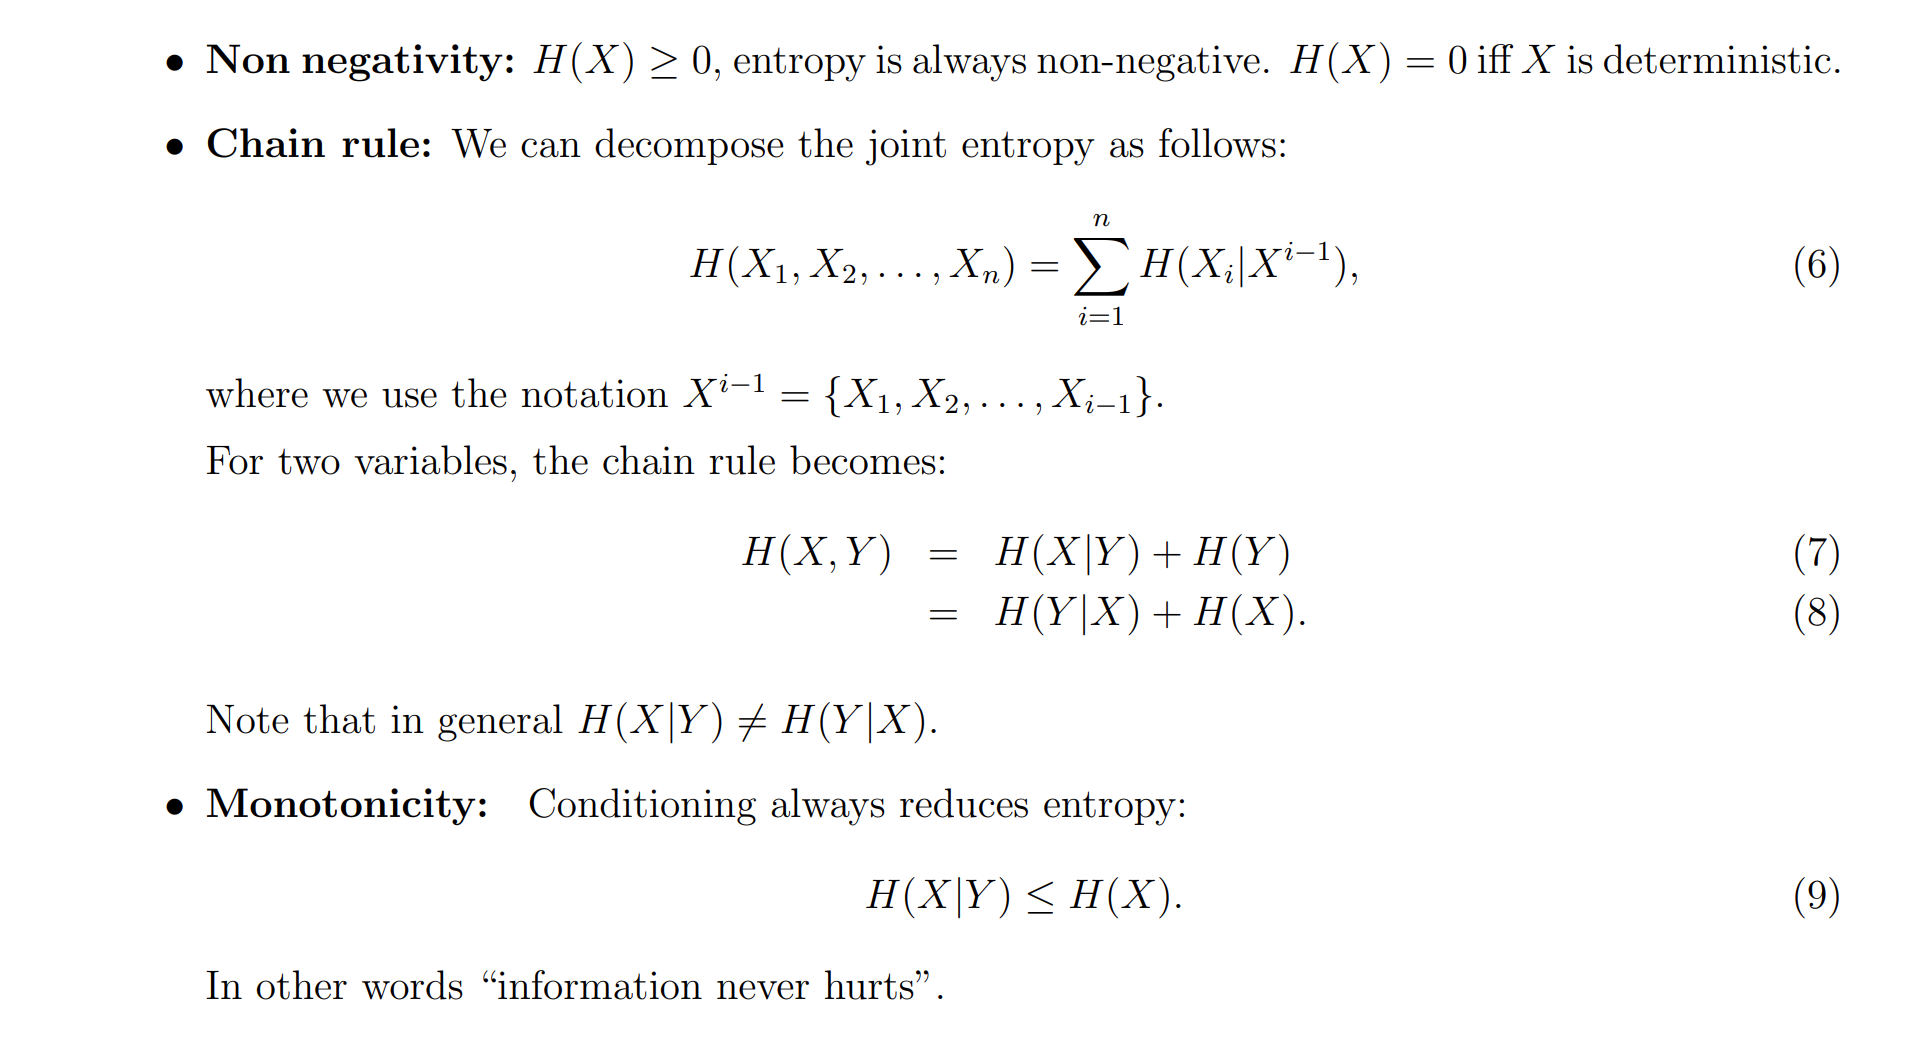 • Non negativity: H(X) ≥ 0, entropy is always non-negative. H(X) = 0 iff X is deterministic.
• Chain rule: We can decompose the joint entropy as follows:
H(X₁, X₂, . . . , Xₙ) = ∑ⁿᵢ₌₁ H(Xᵢ|Xⁱ⁻¹), (6)
where we use the notation Xⁱ⁻¹ = {X₁, X₂, . . . , Xᵢ₋₁}.
For two variables, the chain rule becomes:
H(X, Y) = H(X|Y) + H(Y) (7)
= H(Y|X) + H(X). (8)
Note that in general H(X|Y) ≠ H(Y|X).
• Monotonicity: Conditioning always reduces entropy:
H(X|Y) ≤ H(X). (9)
In other words “information never hurts”.